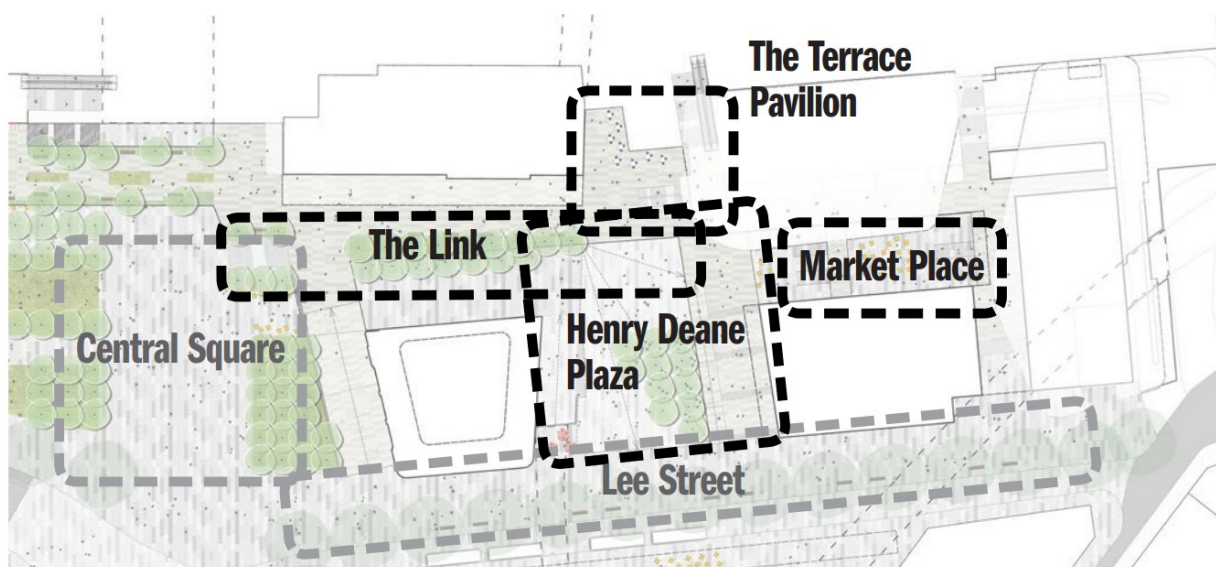 The Terrace
Pavilion
The Link
Market Place
Central Square
Henry Deane
Plaza
Lee Street